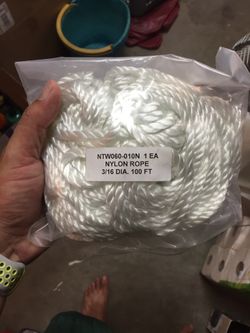 NTW060-010N 1 EA
NYLON ROPE
3/16 DIA. 100 FT